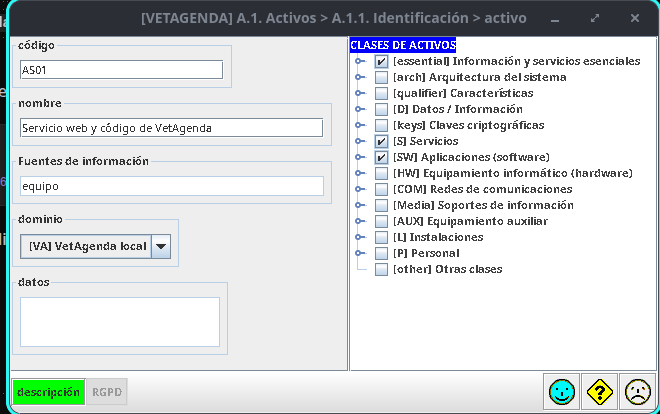 [VETAGENDA] A.1. Activos > A.1.1. Identificación > activo
código
AS01
nombre
Servicio web y código de VetAgenda
Fuentes de información
equipo
dominio
[VA] VetAgenda local
datos
CLASES DE ACTIVOS
[essential] Información y servicios esenciales
[arch] Arquitectura del sistema
[qualifier] Características
[D] Datos / Información
[keys] Claves criptográficas
[S] Servicios
[SW] Aplicaciones (software)
[HW] Equipamiento informático (hardware)
[COM] Redes de comunicaciones
[Media] Soportes de información
[AUX] Equipamiento auxiliar
[L] Instalaciones
[P] Personal
[other] Otras clases
descripción RGPD